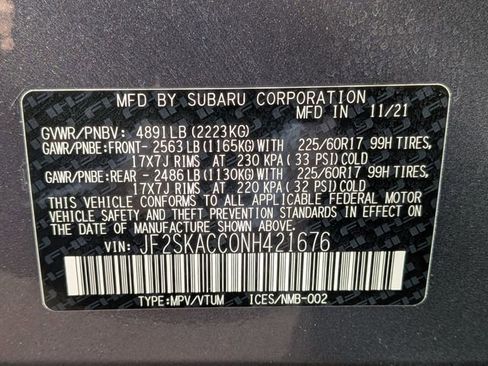 MFD BY SUBARU CORPORATION
MFD IN 11/21
GVWR/PNBV: 4891LB (2223KG)
GAWR/PNBE:FRONT- 2563LB (1165KG)WITH 225/60R17 99H TIRES,
17X7J RIMS AT 230 KPA (33 PSI)COLD
GAWR/PNBE:REAR - 2486LB (1130KG)WITH 225/60R17 99H TIRES,
17X7J RIMS AT 220 KPA (32 PSI)COLD
THIS VEHICLE CONFORMS TO ALL APPLICABLE FEDERAL MOTOR
VEHICLE SAFETY AND THEFT PREVENTION STANDARDS IN EFFECT ON
THE DATE OF MANUFACTURE SHOWN ABOVE.
VIN: JF2SKACC0NH421676
TYPE:MPV/VTUM ICES/NMB-002